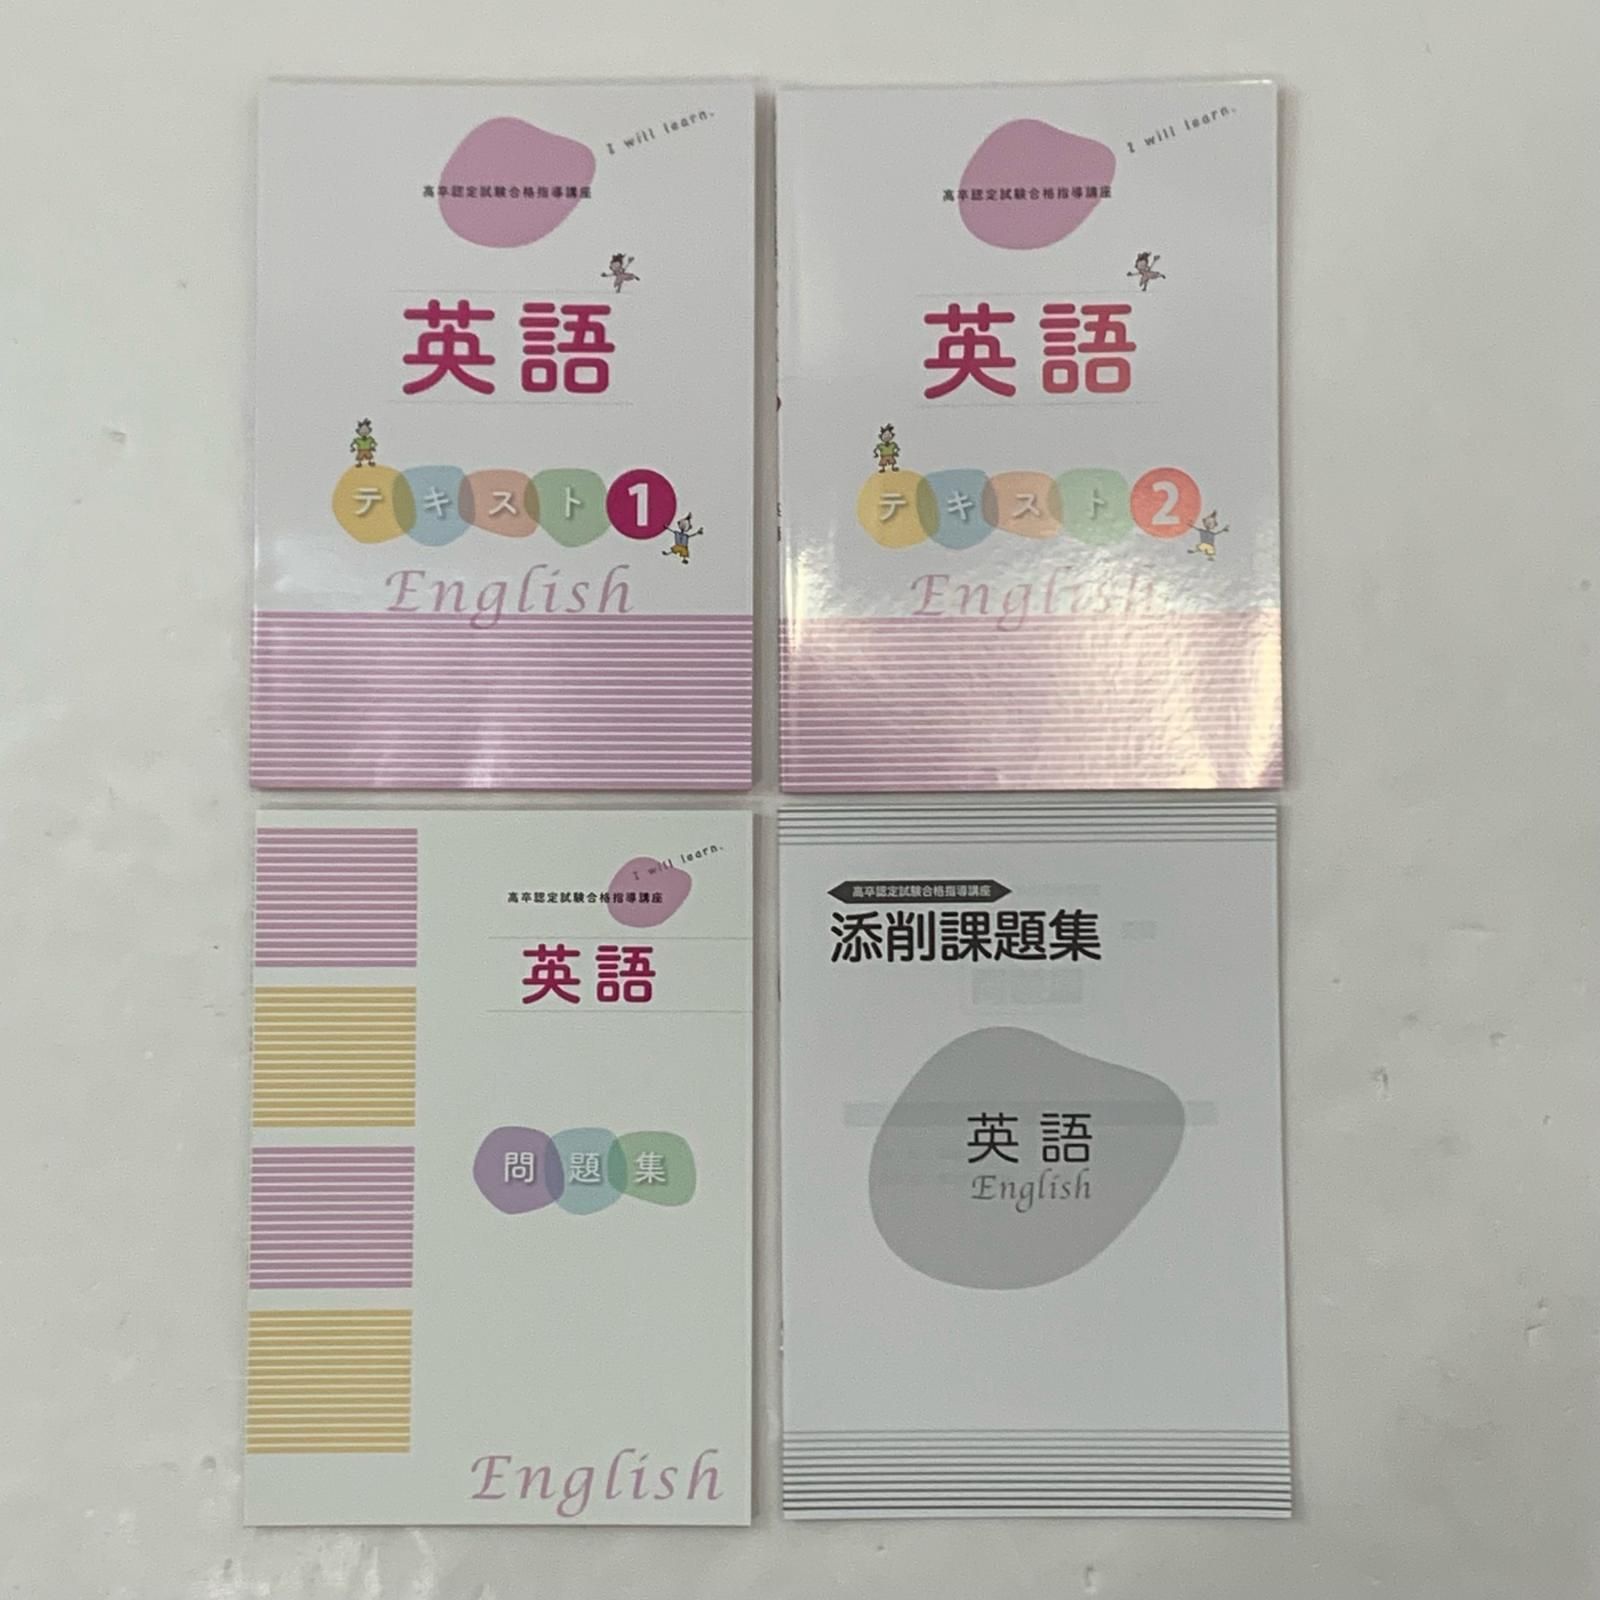 I will learn.
高卒認定試験合格指導講座
英語
テキスト1
English
I will learn.
高卒認定試験合格指導講座
英語
テキスト2
English
I will learn.
高卒認定試験合格指導講座
英語
問題集
English
高卒認定試験合格指導講座
添削課題集
英語
English